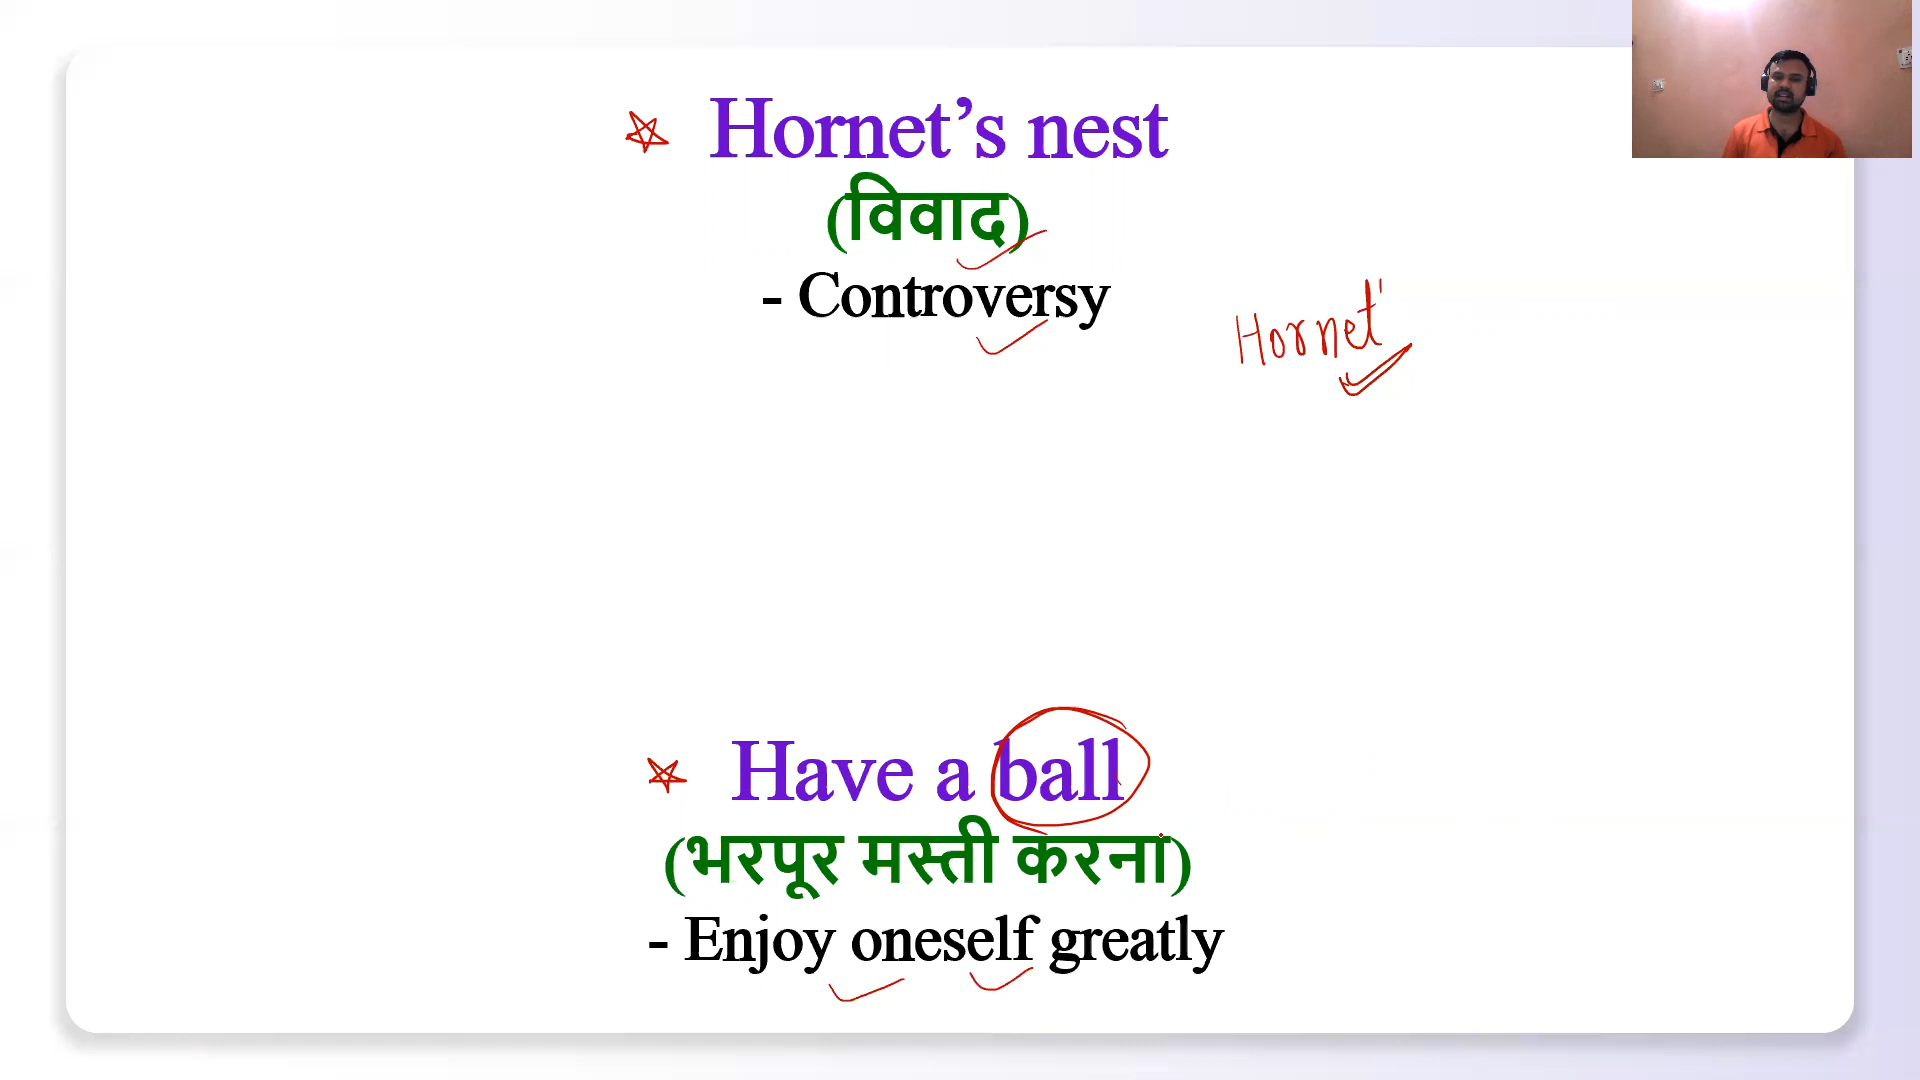 Hornet’s nest
(विवाद)
- Controversy
Hornet'
Have a ball
(भरपूर मस्ती करना)
- Enjoy oneself greatly